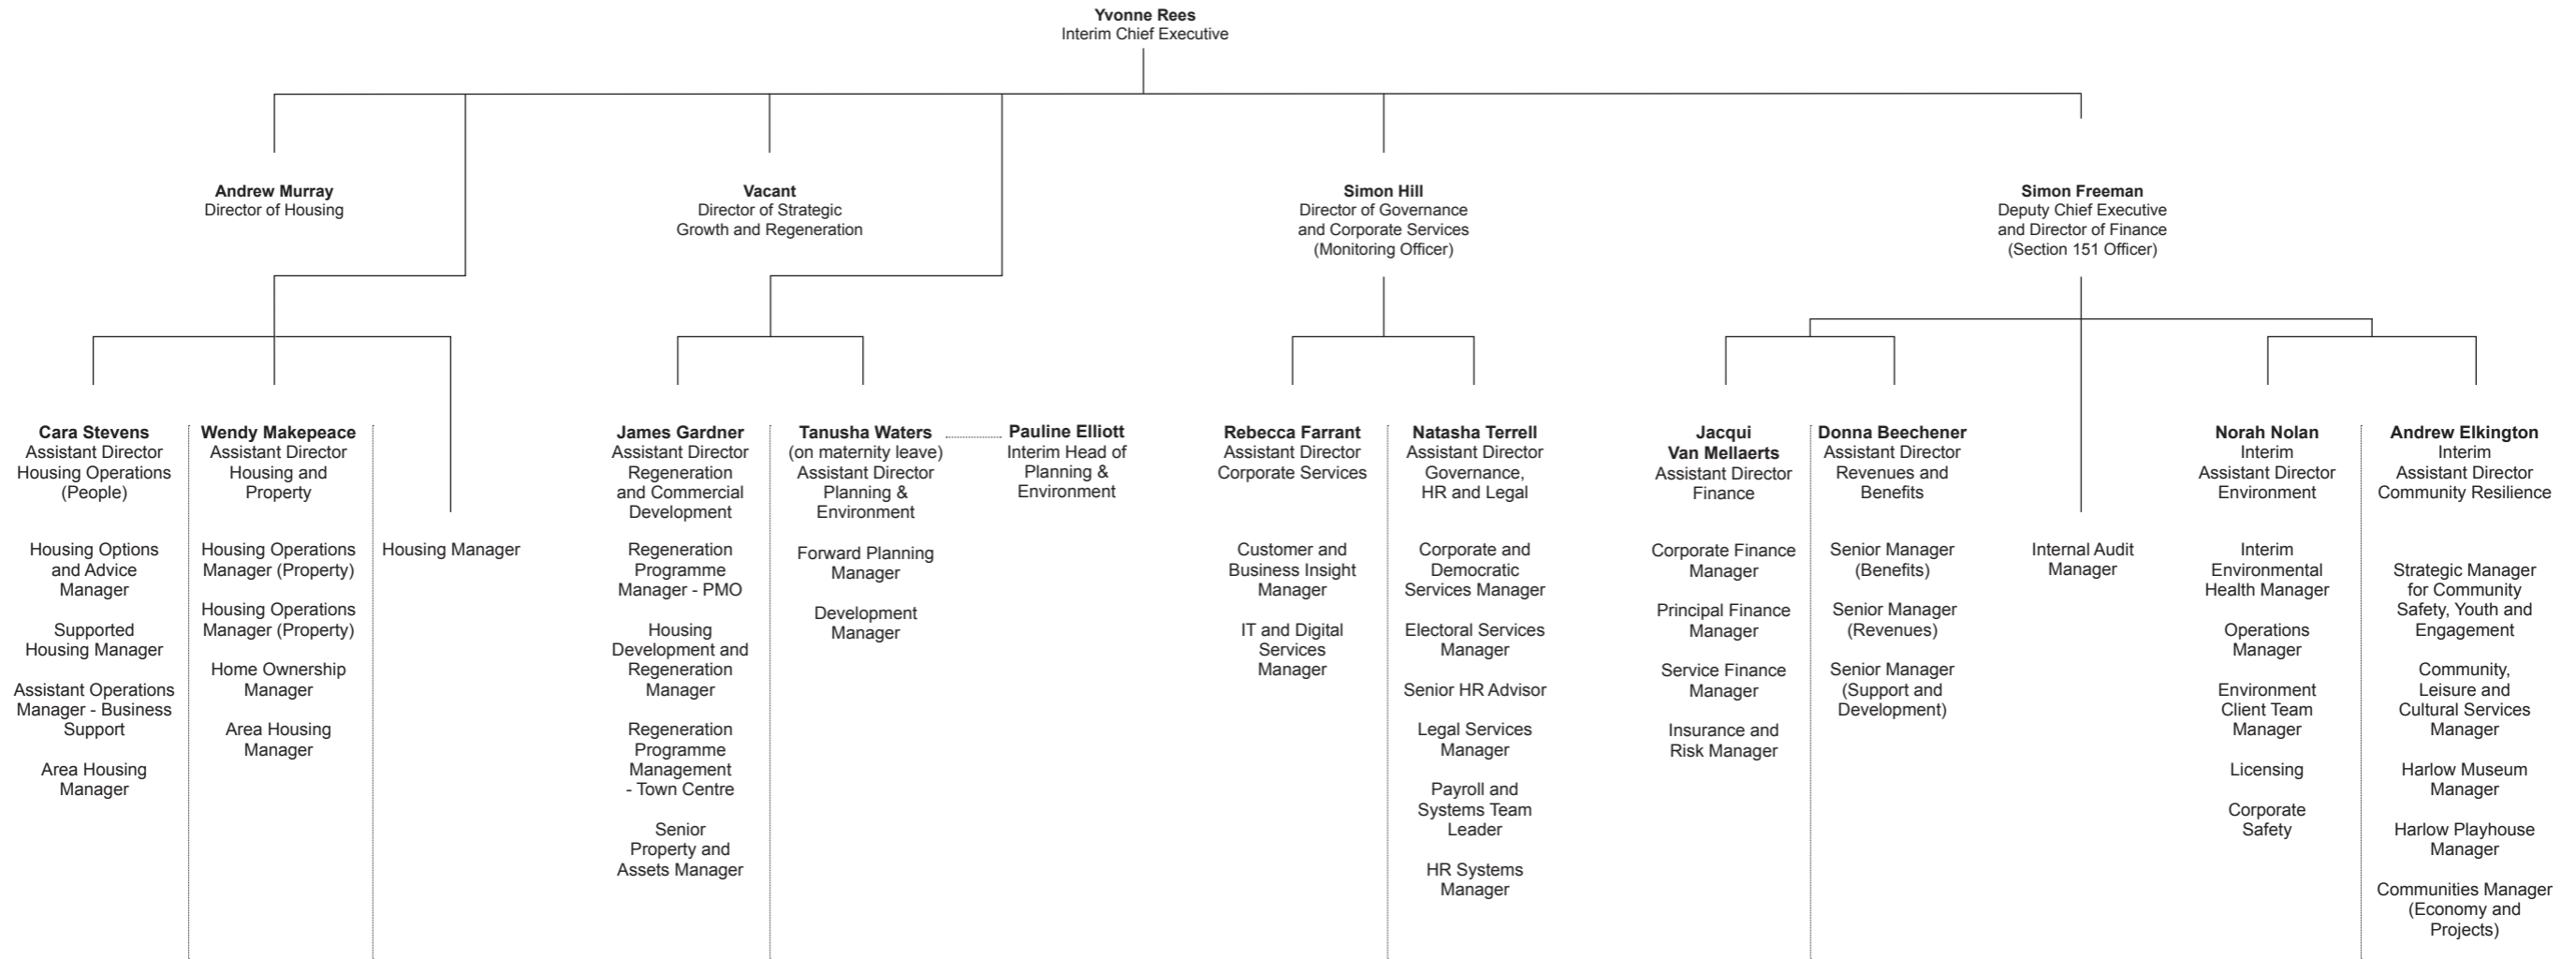 Yvonne Rees
Interim Chief Executive
Andrew Murray
Director of Housing
Vacant
Director of Strategic
Growth and Regeneration
Simon Hill
Director of Governance
and Corporate Services
(Monitoring Officer)
Simon Freeman
Deputy Chief Executive
and Director of Finance
(Section 151 Officer)
Cara Stevens
Assistant Director
Housing Operations
(People)
Housing Options
and Advice
Manager
Supported
Housing Manager
Assistant Operations
Manager - Business
Support
Area Housing
Manager
Wendy Makepeace
Assistant Director
Housing and
Property
Housing Operations
Manager (Property)
Housing Operations
Manager (Property)
Home Ownership
Manager
Area Housing
Manager
Housing Manager
James Gardner
Assistant Director
Regeneration
and Commercial
Development
Regeneration
Programme
Manager - PMO
Housing
Development and
Regeneration
Manager
Regeneration
Programme
Management
- Town Centre
Senior
Property and
Assets Manager
Tanusha Waters
(on maternity leave)
Assistant Director
Planning &
Environment
Forward Planning
Manager
Development
Manager
Pauline Elliott
Interim Head of
Planning &
Environment
Rebecca Farrant
Assistant Director
Corporate Services
Customer and
Business Insight
Manager
IT and Digital
Services
Manager
Natasha Terrell
Assistant Director
Governance,
HR and Legal
Corporate and
Democratic
Services Manager
Electoral Services
Manager
Senior HR Advisor
Legal Services
Manager
Payroll and
Systems Team
Leader
HR Systems
Manager
Jacqui
Van Mellaerts
Assistant Director
Finance
Corporate Finance
Manager
Principal Finance
Manager
Service Finance
Manager
Insurance and
Risk Manager
Donna Beechener
Assistant Director
Revenues and
Benefits
Senior Manager
(Benefits)
Senior Manager
(Revenues)
Senior Manager
(Support and
Development)
Internal Audit
Manager
Norah Nolan
Interim
Assistant Director
Environment
Interim
Environmental
Health Manager
Operations
Manager
Environment
Client Team
Manager
Licensing
Corporate
Safety
Andrew Elkington
Interim
Assistant Director
Community Resilience
Strategic Manager
for Community
Safety, Youth and
Engagement
Community,
Leisure and
Cultural Services
Manager
Harlow Museum
Manager
Harlow Playhouse
Manager
Communities Manager
(Economy and
Projects)